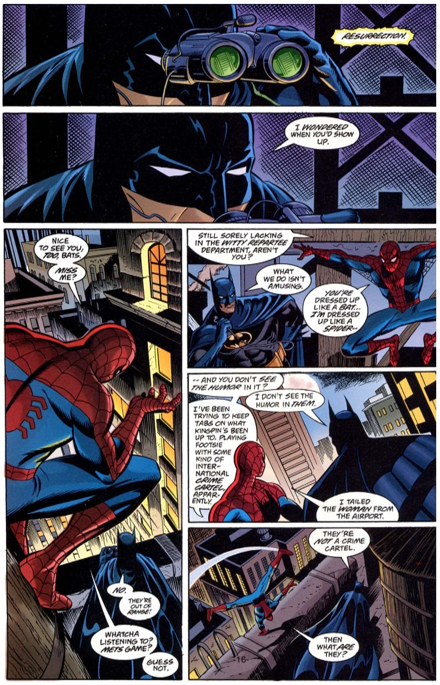 RESURRECTION.
I WONDERED
WHEN YOU'D SHOW
UP.
NICE
TO SEE YOU,
TOO, BATS.
MISS
ME?
NO.
THEY'RE
OUT OF
RANGE!
WHATCHA
LISTENING TO?
METS GAME?
GUESS
NOT.
STILL SORELY LACKING
IN THE WITTY REPARTEE
DEPARTMENT, AREN'T
YOU?
WHAT
WE DO ISN'T
AMUSING.
YOU'RE
DRESSED UP
LIKE A BAT...
I'M DRESSED
UP LIKE A
SPIDER--
-- AND YOU DON'T SEE
THE HUMOR IN IT?
I DON'T SEE THE
HUMOR IN THEM.
I'VE BEEN
TRYING TO KEEP
TABS ON WHAT
KINGPIN'S BEEN
UP TO. PLAYING
FOOTSIE
WITH SOME
KIND OF
INTER-
NATIONAL
CRIME
CARTEL,
APPAR-
ENTLY.
I TAILED
THE WOMAN FROM
THE AIRPORT.
THEY'RE
NOT A CRIME
CARTEL.
THEN
WHAT ARE
THEY?
16